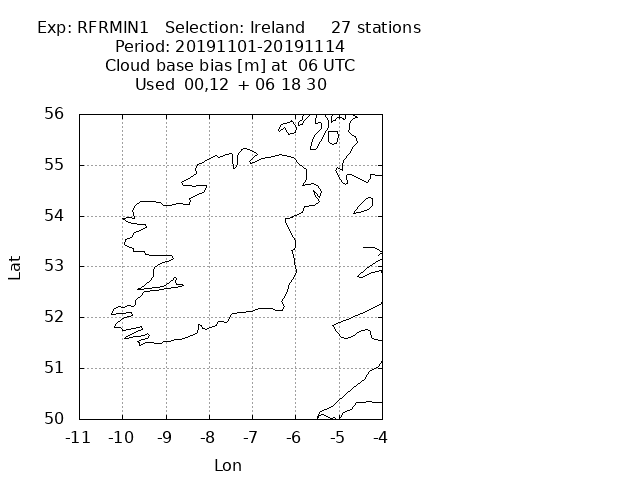 Exp: RFRMIN1   Selection: Ireland     27 stations
Period: 20191101-20191114
Cloud base bias [m] at  06 UTC
Used  00,12  + 06 18 30
56
55
54
53
52
51
50
Lat
-11 -10 -9 -8 -7 -6 -5 -4
Lon